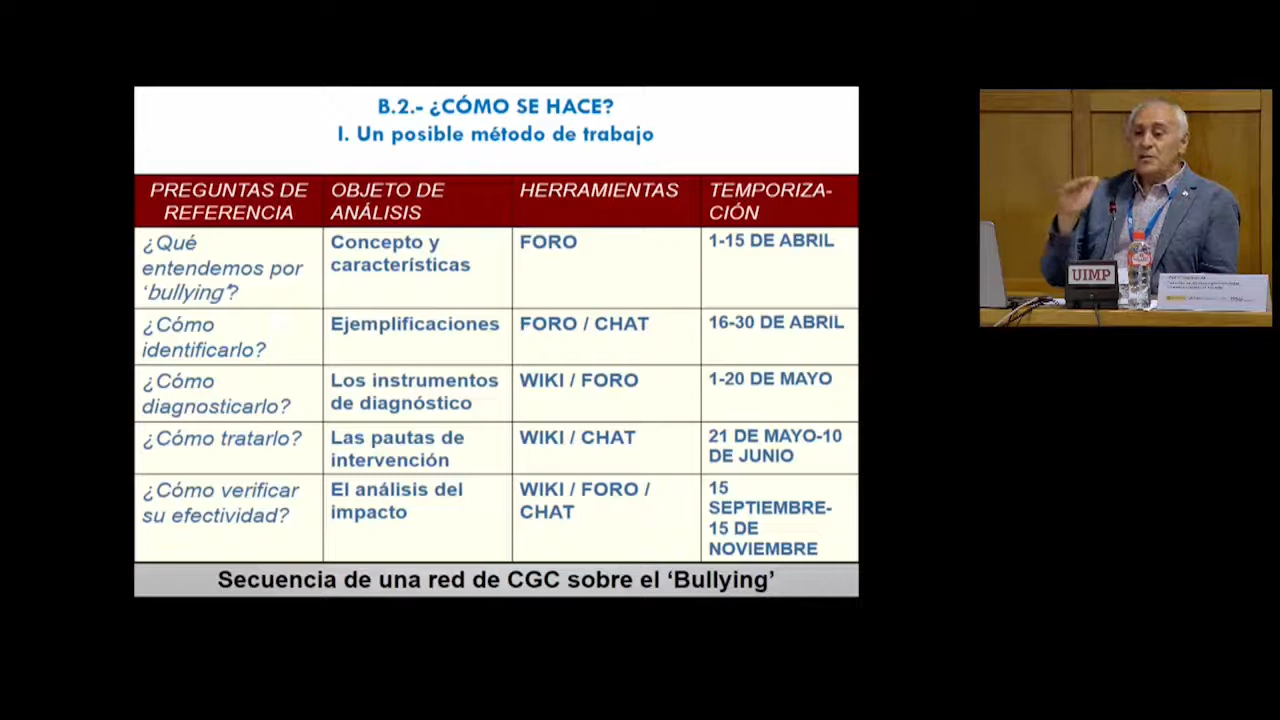 B.2.- ¿CÓMO SE HACE?
I. Un posible método de trabajo
PREGUNTAS DE
REFERENCIA
OBJETO DE
ANÁLISIS
HERRAMIENTAS
TEMPORIZA-
CIÓN
¿Qué
entendemos por
‘bullying’?
Concepto y
características
FORO
1-15 DE ABRIL
¿Cómo
identificarlo?
Ejemplificaciones
FORO / CHAT
16-30 DE ABRIL
¿Cómo
diagnosticarlo?
Los instrumentos
de diagnóstico
WIKI / FORO
1-20 DE MAYO
¿Cómo tratarlo?
Las pautas de
intervención
WIKI / CHAT
21 DE MAYO-10
DE JUNIO
¿Cómo verificar
su efectividad?
El análisis del
impacto
WIKI / FORO /
CHAT
15
SEPTIEMBRE-
15 DE
NOVIEMBRE
Secuencia de una red de CGC sobre el ‘Bullying’
UIMP